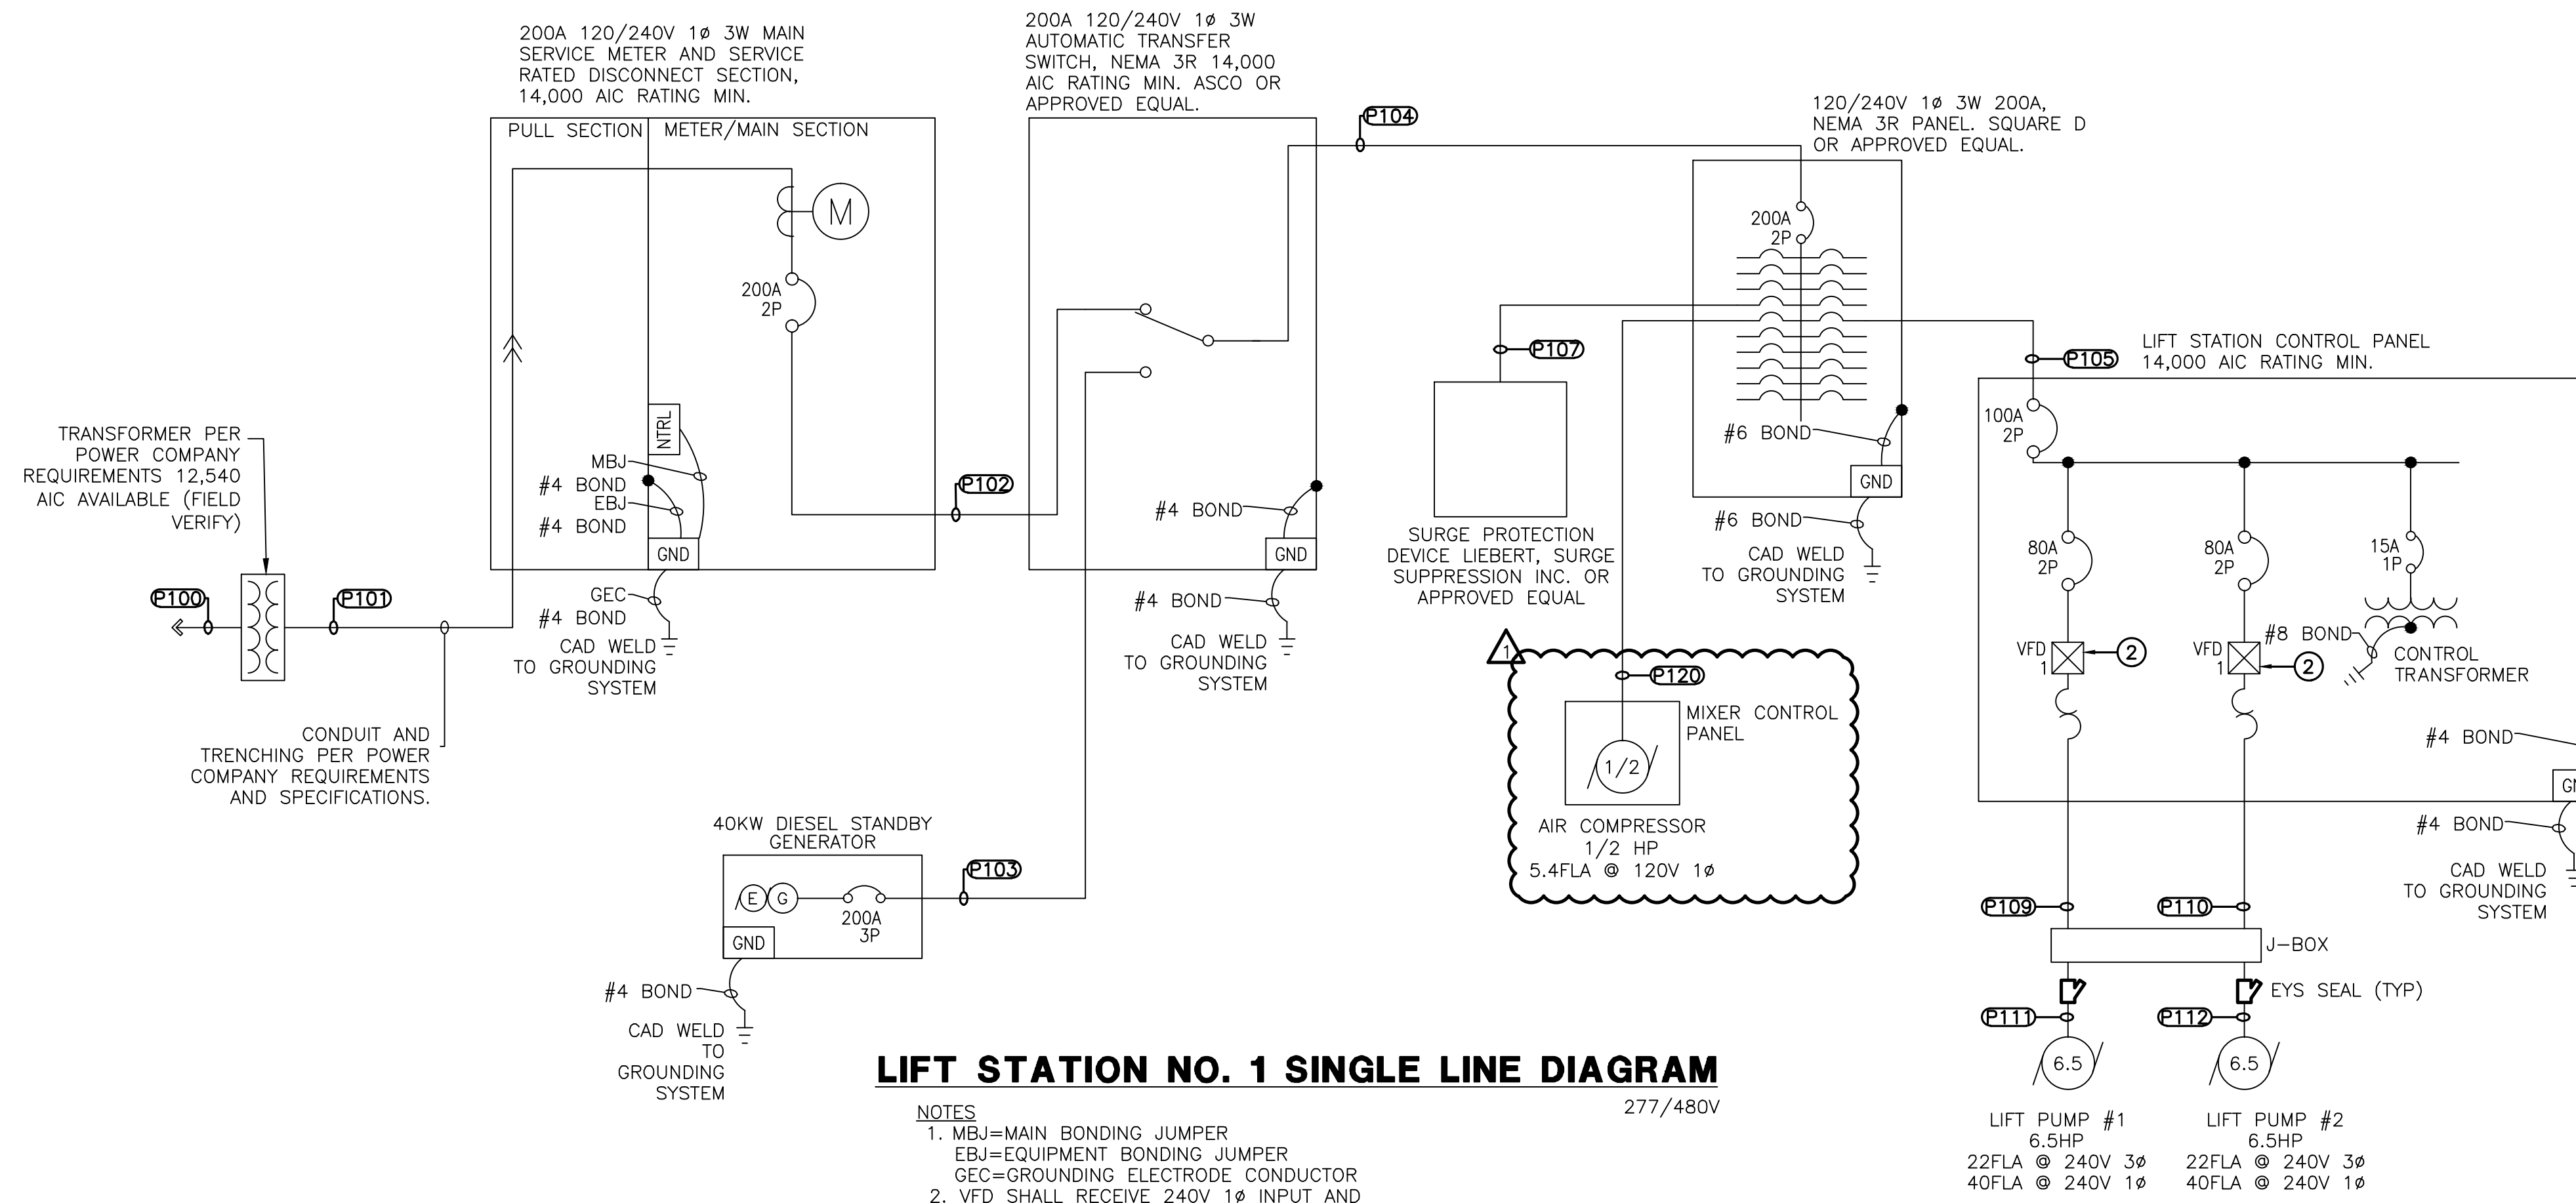 200A 120/240V 1ø 3W MAIN
SERVICE METER AND SERVICE
RATED DISCONNECT SECTION,
14,000 AIC RATING MIN.
PULL SECTION
METER/MAIN SECTION
M
200A
2P
NTRL
MBJ
#4 BOND
EBJ
#4 BOND
GND
GEC
#4 BOND
CAD WELD
TO GROUNDING
SYSTEM
TRANSFORMER PER
POWER COMPANY
REQUIREMENTS 12,540
AIC AVAILABLE (FIELD
VERIFY)
P100
P101
CONDUIT AND
TRENCHING PER POWER
COMPANY REQUIREMENTS
AND SPECIFICATIONS.
P102
200A 120/240V 1ø 3W
AUTOMATIC TRANSFER
SWITCH, NEMA 3R 14,000
AIC RATING MIN. ASCO OR
APPROVED EQUAL.
#4 BOND
GND
#4 BOND
CAD WELD
TO GROUNDING
SYSTEM
P104
40KW DIESEL STANDBY
GENERATOR
E
G
200A
3P
GND
P103
#4 BOND
CAD WELD
TO
GROUNDING
SYSTEM
120/240V 1ø 3W 200A,
NEMA 3R PANEL. SQUARE D
OR APPROVED EQUAL.
200A
2P
#6 BOND
GND
#6 BOND
CAD WELD
TO GROUNDING
SYSTEM
P107
SURGE PROTECTION
DEVICE LIEBERT, SURGE
SUPPRESSION INC. OR
APPROVED EQUAL
1
P120
MIXER CONTROL
PANEL
1/2
AIR COMPRESSOR
1/2 HP
5.4FLA @ 120V 1ø
P105
LIFT STATION CONTROL PANEL
14,000 AIC RATING MIN.
100A
2P
80A
2P
80A
2P
15A
1P
VFD
1
2
VFD
1
2
#8 BOND
CONTROL
TRANSFORMER
#4 BOND
#4 BOND
CAD WELD
TO GROUNDING
SYSTEM
P109
P110
J-BOX
EYS SEAL (TYP)
P111
P112
6.5
6.5
LIFT PUMP #1
6.5HP
22FLA @ 240V 3ø
40FLA @ 240V 1ø
LIFT PUMP #2
6.5HP
22FLA @ 240V 3ø
40FLA @ 240V 1ø
LIFT STATION NO. 1 SINGLE LINE DIAGRAM
277/480V
NOTES
1. MBJ=MAIN BONDING JUMPER
EBJ=EQUIPMENT BONDING JUMPER
GEC=GROUNDING ELECTRODE CONDUCTOR
2. VFD SHALL RECEIVE 240V 1ø INPUT AND